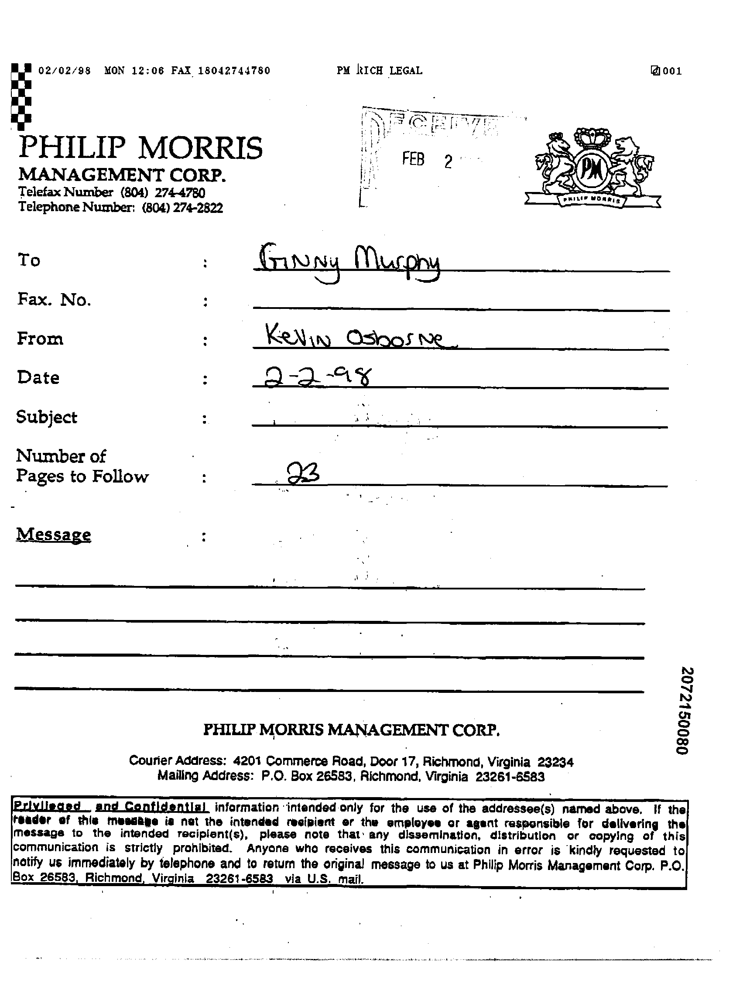 02/02/98 MON 12:06 FAX 18042744780 PM RICH LEGAL 001
PHILIP MORRIS
MANAGEMENT CORP.
Telefax Number (804) 274-4780
Telephone Number: (804) 274-2822
RECEIVE
FEB 2
PM
PHILIP MORRIS
To : Ginny Murphy
Fax. No. :
From : Kevin Osborne
Date : 2-2-98
Subject :
Number of
Pages to Follow : 23
Message :
2072150080
PHILIP MORRIS MANAGEMENT CORP.
Courier Address: 4201 Commerce Road, Door 17, Richmond, Virginia 23234
Mailing Address: P.O. Box 26583, Richmond, Virginia 23261-6583
Privileged and Confidential information intended only for the use of the addressee(s) named above. If the
reader of this message is not the intended recipient or the employee or agent responsible for delivering the
message to the intended recipient(s), please note that any dissemination, distribution or copying of this
communication is strictly prohibited. Anyone who receives this communication in error is kindly requested to
notify us immediately by telephone and to return the original message to us at Philip Morris Management Corp. P.O.
Box 26583, Richmond, Virginia 23261-6583 via U.S. mail.